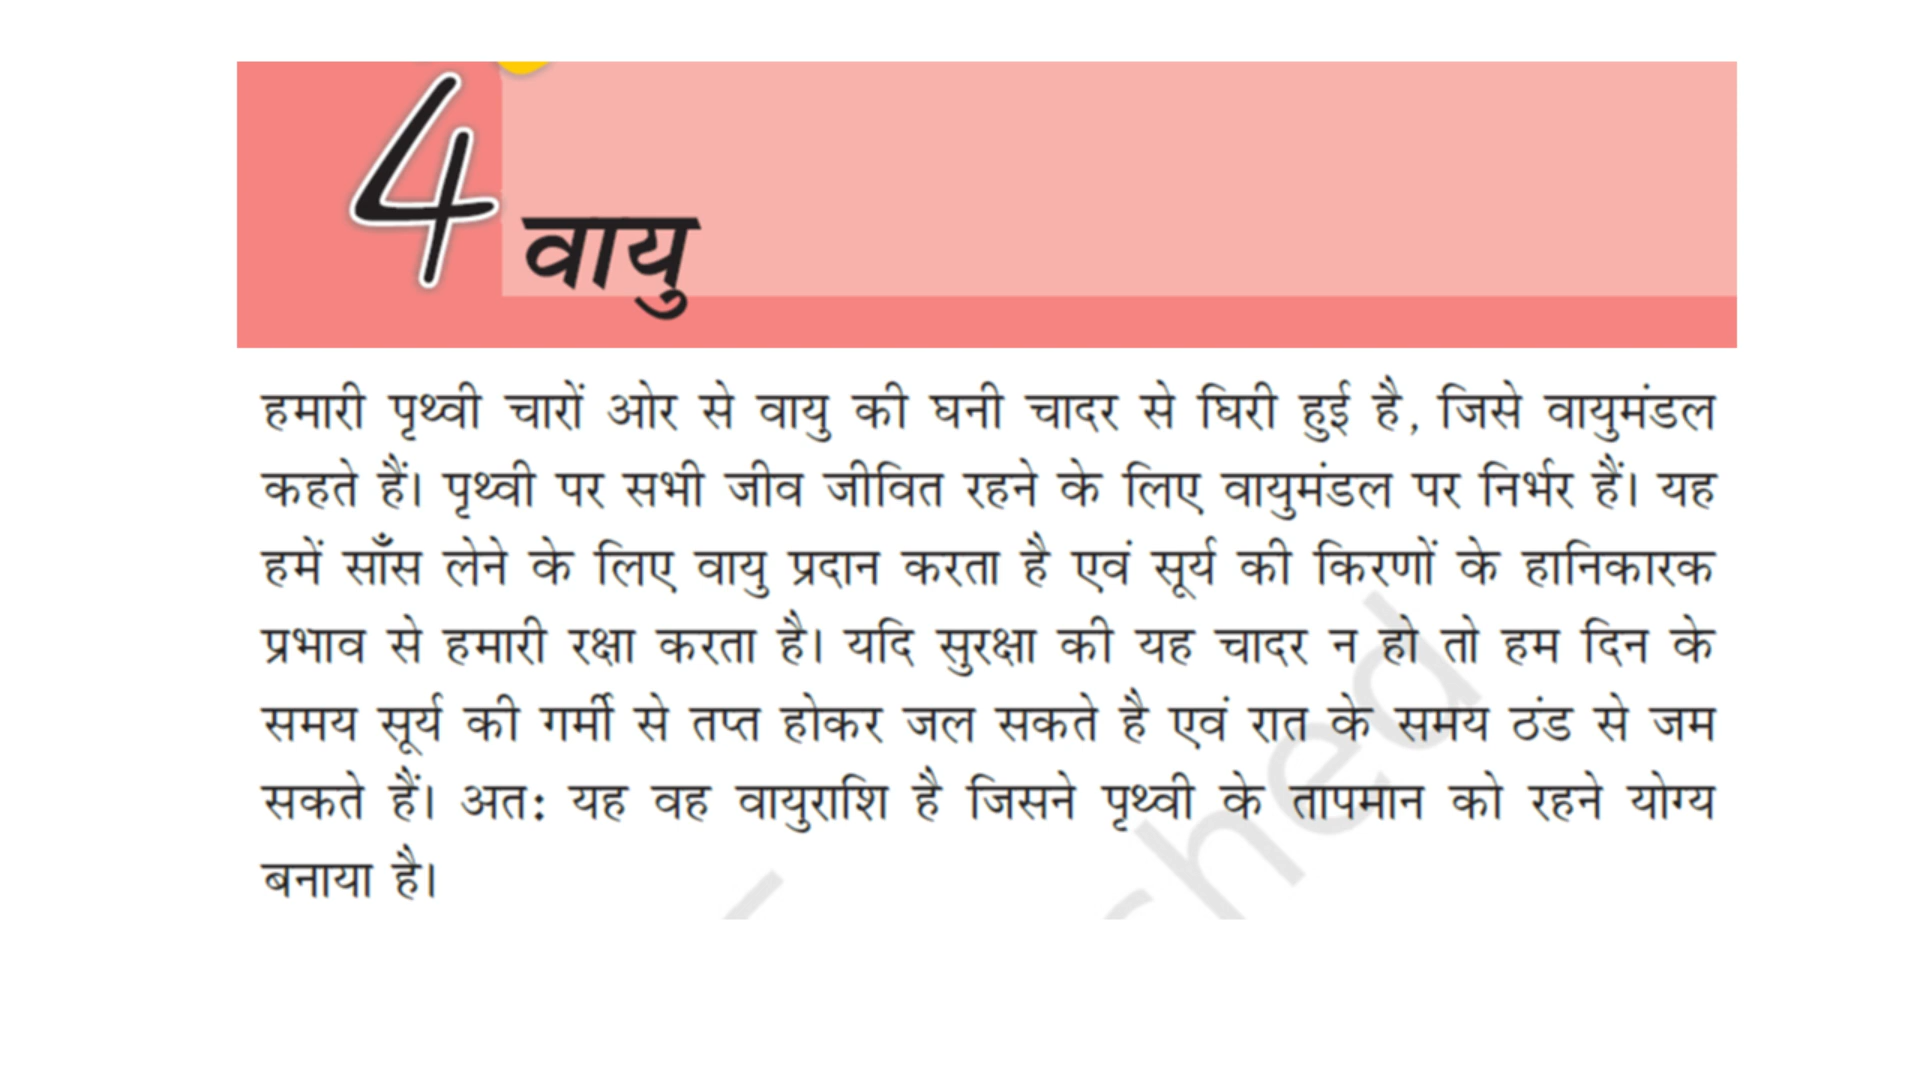 4
वायु
हमारी पृथ्वी चारों ओर से वायु की घनी चादर से घिरी हुई है, जिसे वायुमंडल
कहते हैं। पृथ्वी पर सभी जीव जीवित रहने के लिए वायुमंडल पर निर्भर हैं। यह
हमें साँस लेने के लिए वायु प्रदान करता है एवं सूर्य की किरणों के हानिकारक
प्रभाव से हमारी रक्षा करता है। यदि सुरक्षा की यह चादर न हो तो हम दिन के
समय सूर्य की गर्मी से तप्त होकर जल सकते है एवं रात के समय ठंड से जम
सकते हैं। अतः यह वह वायुराशि है जिसने पृथ्वी के तापमान को रहने योग्य
बनाया है।